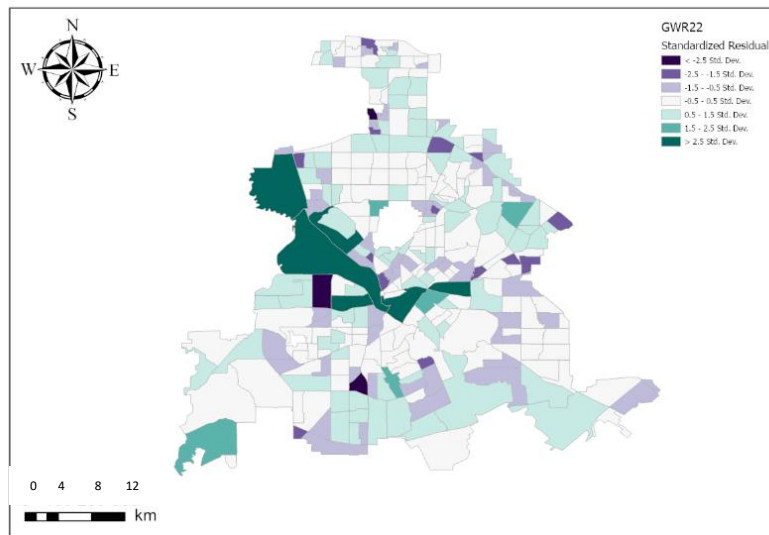 N
W E
S
GWR22
Standardized Residual
< -2.5 Std. Dev.
-2.5 - -1.5 Std. Dev.
-1.5 - -0.5 Std. Dev.
-0.5 - 0.5 Std. Dev.
0.5 - 1.5 Std. Dev.
1.5 - 2.5 Std. Dev.
> 2.5 Std. Dev.
0 4 8 12
km